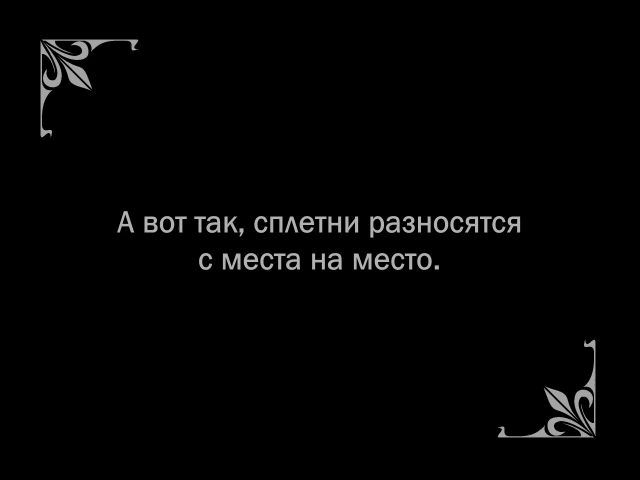 А вот так, сплетни разносятся
с места на место.